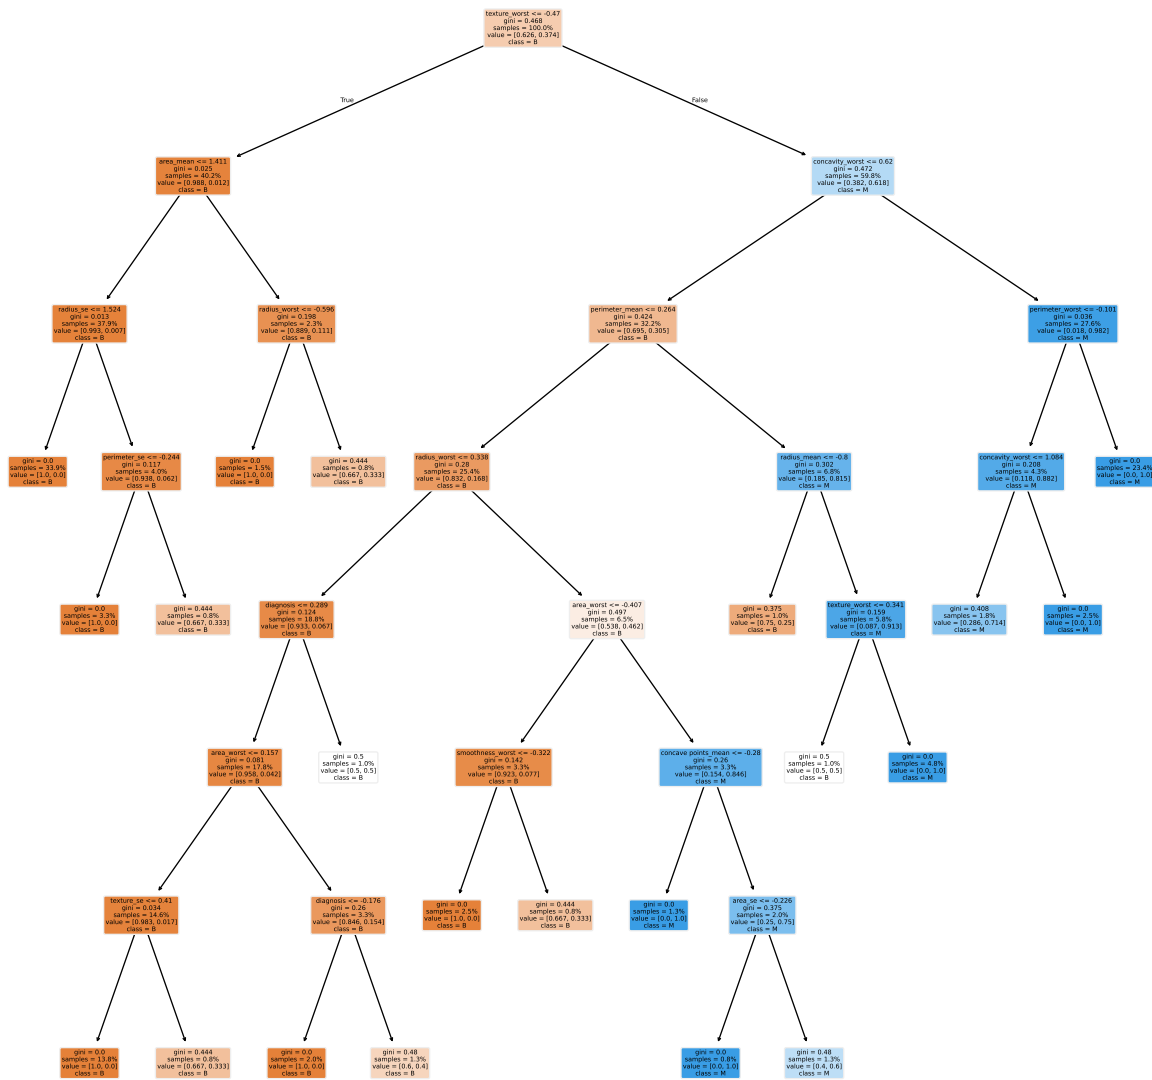 texture_worst <= -0.47
gini = 0.468
samples = 100.0%
value = [0.626, 0.374]
class = B
True
False
area_mean <= 1.411
gini = 0.025
samples = 40.2%
value = [0.988, 0.012]
class = B
concavity_worst <= 0.62
gini = 0.472
samples = 59.8%
value = [0.382, 0.618]
class = M
radius_se <= 1.524
gini = 0.013
samples = 37.9%
value = [0.993, 0.007]
class = B
radius_worst <= -0.596
gini = 0.198
samples = 2.3%
value = [0.889, 0.111]
class = B
perimeter_mean <= 0.264
gini = 0.424
samples = 32.2%
value = [0.695, 0.305]
class = B
perimeter_worst <= -0.101
gini = 0.036
samples = 27.6%
value = [0.018, 0.982]
class = M
gini = 0.0
samples = 33.9%
value = [1.0, 0.0]
class = B
perimeter_se <= -0.244
gini = 0.117
samples = 4.0%
value = [0.938, 0.062]
class = B
gini = 0.0
samples = 1.5%
value = [1.0, 0.0]
class = B
gini = 0.444
samples = 0.8%
value = [0.667, 0.333]
class = B
radius_worst <= 0.338
gini = 0.28
samples = 25.4%
value = [0.832, 0.168]
class = B
radius_mean <= -0.8
gini = 0.302
samples = 6.8%
value = [0.185, 0.815]
class = M
concavity_worst <= 1.084
gini = 0.208
samples = 4.3%
value = [0.118, 0.882]
class = M
gini = 0.0
samples = 23.4%
value = [0.0, 1.0]
class = M
gini = 0.0
samples = 3.3%
value = [1.0, 0.0]
class = B
gini = 0.444
samples = 0.8%
value = [0.667, 0.333]
class = B
diagnosis <= 0.289
gini = 0.124
samples = 18.8%
value = [0.933, 0.067]
class = B
area_worst <= -0.407
gini = 0.497
samples = 6.5%
value = [0.538, 0.462]
class = B
gini = 0.375
samples = 1.0%
value = [0.75, 0.25]
class = B
texture_worst <= 0.341
gini = 0.159
samples = 5.8%
value = [0.087, 0.913]
class = M
gini = 0.408
samples = 1.8%
value = [0.286, 0.714]
class = M
gini = 0.0
samples = 2.5%
value = [0.0, 1.0]
class = M
area_worst <= 0.157
gini = 0.081
samples = 17.8%
value = [0.958, 0.042]
class = B
gini = 0.5
samples = 1.0%
value = [0.5, 0.5]
class = B
smoothness_worst <= -0.322
gini = 0.142
samples = 3.3%
value = [0.923, 0.077]
class = B
concave points_mean <= -0.28
gini = 0.26
samples = 3.3%
value = [0.154, 0.846]
class = M
gini = 0.5
samples = 1.0%
value = [0.5, 0.5]
class = B
gini = 0.0
samples = 4.8%
value = [0.0, 1.0]
class = M
texture_se <= 0.41
gini = 0.034
samples = 14.6%
value = [0.983, 0.017]
class = B
diagnosis <= -0.176
gini = 0.26
samples = 3.3%
value = [0.846, 0.154]
class = B
gini = 0.0
samples = 2.5%
value = [1.0, 0.0]
class = B
gini = 0.444
samples = 0.8%
value = [0.667, 0.333]
class = B
gini = 0.0
samples = 1.3%
value = [0.0, 1.0]
class = M
area_se <= -0.226
gini = 0.375
samples = 2.0%
value = [0.25, 0.75]
class = M
gini = 0.0
samples = 13.8%
value = [1.0, 0.0]
class = B
gini = 0.444
samples = 0.8%
value = [0.667, 0.333]
class = B
gini = 0.0
samples = 2.0%
value = [1.0, 0.0]
class = B
gini = 0.48
samples = 1.3%
value = [0.6, 0.4]
class = B
gini = 0.0
samples = 0.8%
value = [0.0, 1.0]
class = M
gini = 0.48
samples = 1.3%
value = [0.4, 0.6]
class = M